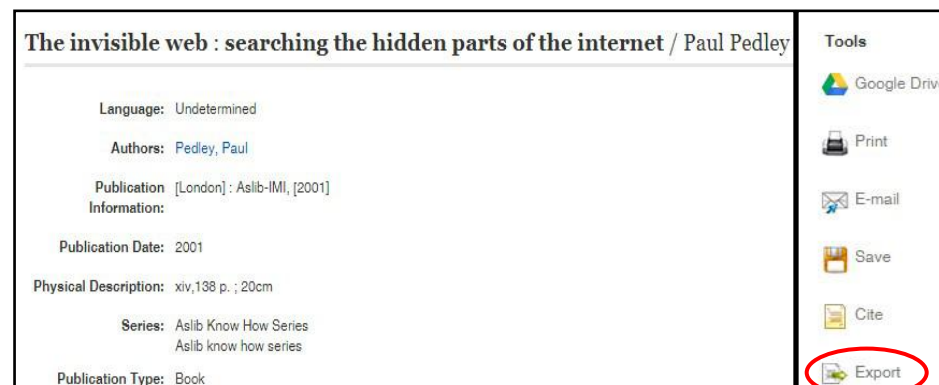 The invisible web : searching the hidden parts of the internet / Paul Pedley
Language: Undetermined
Authors: Pedley, Paul
Publication Information: [London] : Aslib-IMI, [2001]
Publication Date: 2001
Physical Description: xiv,138 p. ; 20cm
Series: Aslib Know How Series
Aslib know how series
Publication Type: Book
Tools
Google Driv
Print
E-mail
Save
Cite
Export